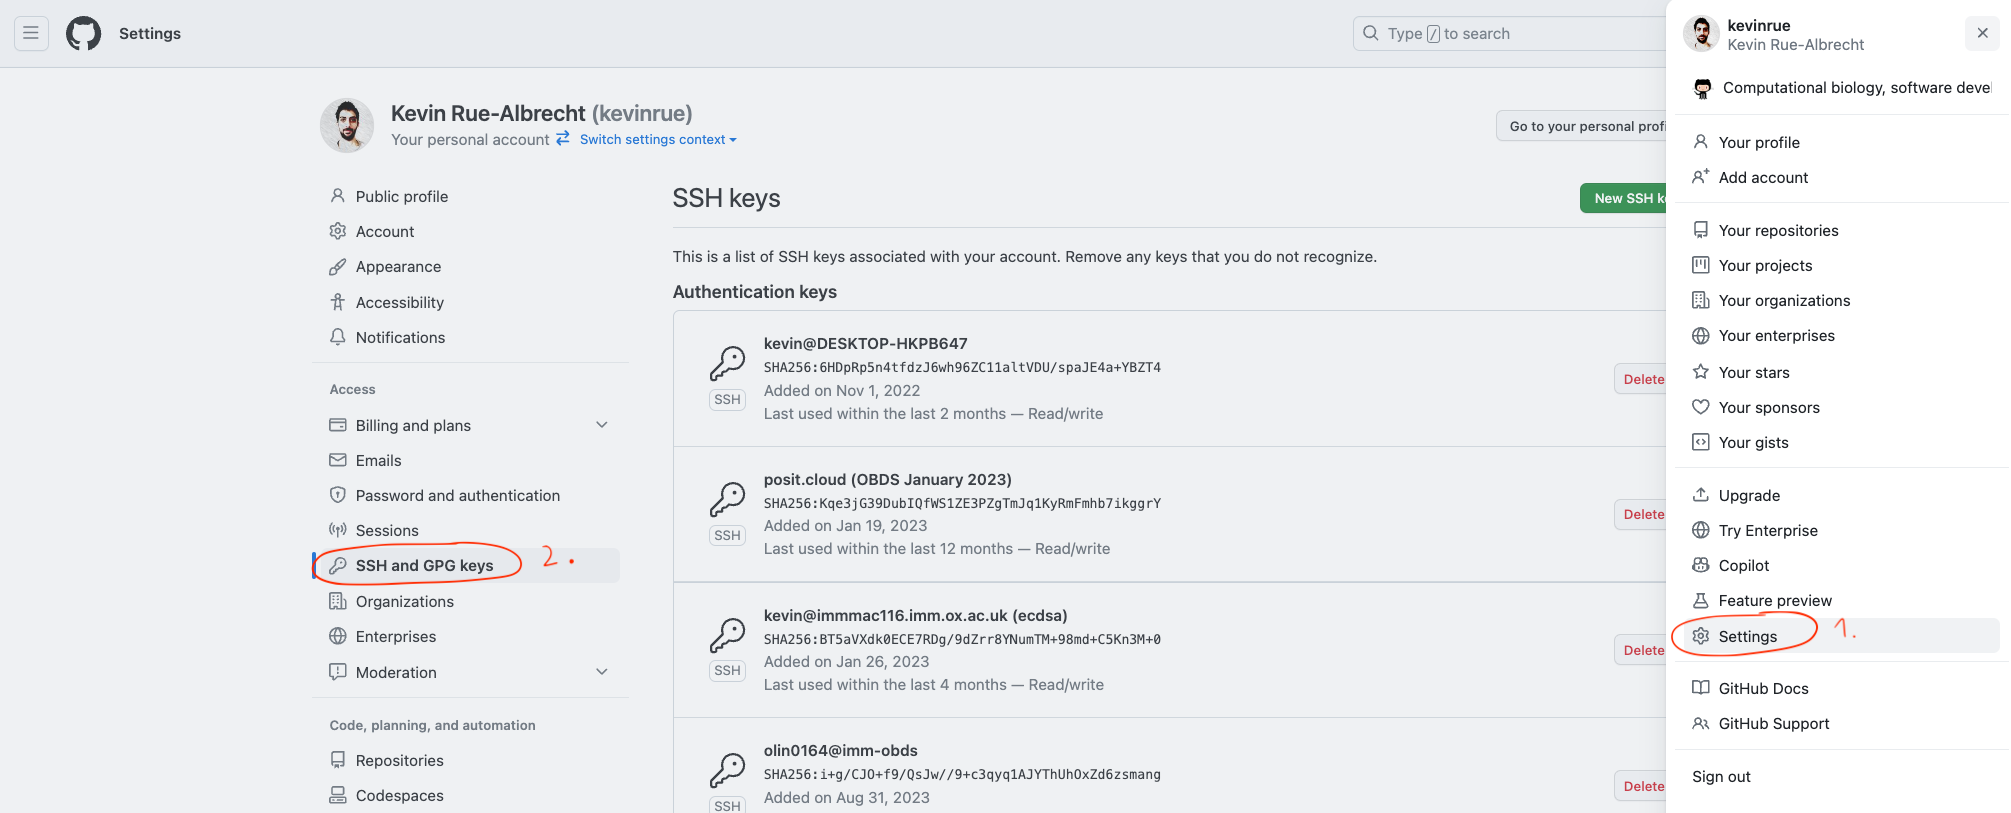 Settings
Type / to search
Kevin Rue-Albrecht (kevinrue)
Your personal account Switch settings context
Go to your personal profi
Public profile
Account
Appearance
Accessibility
Notifications
Access
Billing and plans
Emails
Password and authentication
Sessions
SSH and GPG keys 2.
Organizations
Enterprises
Moderation
Code, planning, and automation
Repositories
Codespaces
SSH keys
New SSH k
This is a list of SSH keys associated with your account. Remove any keys that you do not recognize.
Authentication keys
kevin@DESKTOP-HKPB647
SHA256:6HDpRp5n4tfdzJ6wh96ZC11altVDU/spaJE4a+YBZT4
SSH
Added on Nov 1, 2022
Last used within the last 2 months — Read/write
Delete
posit.cloud (OBDS January 2023)
SHA256:Kqe3jG39DubIQfWS1ZE3PZgTmJq1KyRmFmhb7ikggrY
SSH
Added on Jan 19, 2023
Last used within the last 12 months — Read/write
Delete
kevin@immmac116.imm.ox.ac.uk (ecdsa)
SHA256:BT5aVXdk0ECE7RDg/9dZrr8YNumTM+98md+C5Kn3M+0
SSH
Added on Jan 26, 2023
Last used within the last 4 months — Read/write
Delete
olin0164@imm-obds
SHA256:i+g/CJO+f9/QsJw//9+c3qyq1AJYThUhOxZd6zsmang
SSH
Added on Aug 31, 2023
Delete
kevinrue
Kevin Rue-Albrecht
Computational biology, software devel
Your profile
Add account
Your repositories
Your projects
Your organizations
Your enterprises
Your stars
Your sponsors
Your gists
Upgrade
Try Enterprise
Copilot
Feature preview
Settings 1.
GitHub Docs
GitHub Support
Sign out